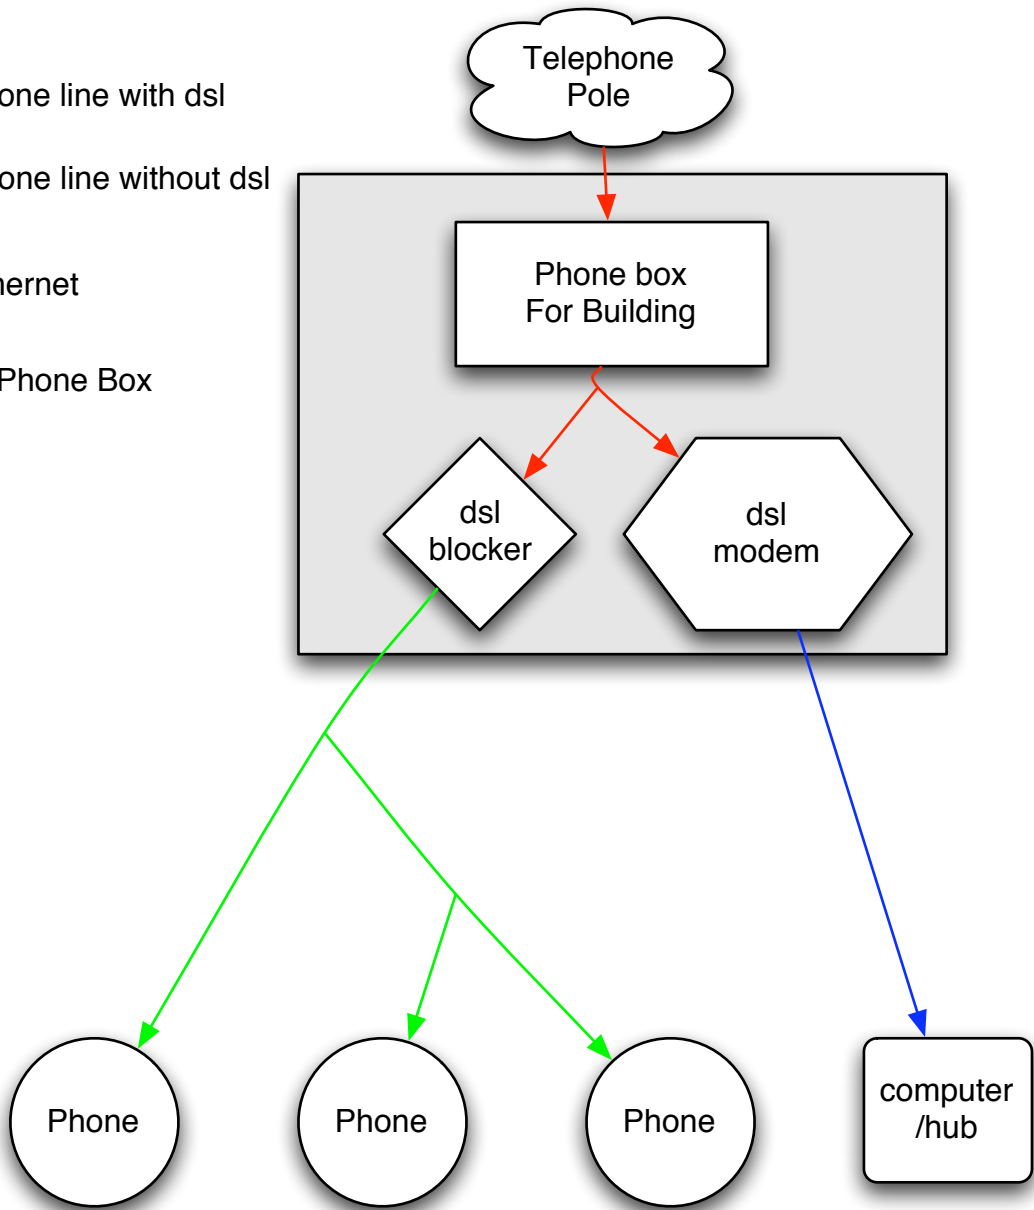 Telephone
Pole
one line with dsl
one line without dsl
nernet
Phone Box
Phone box
For Building
dsl
blocker
dsl
modem
Phone
Phone
Phone
computer
/hub